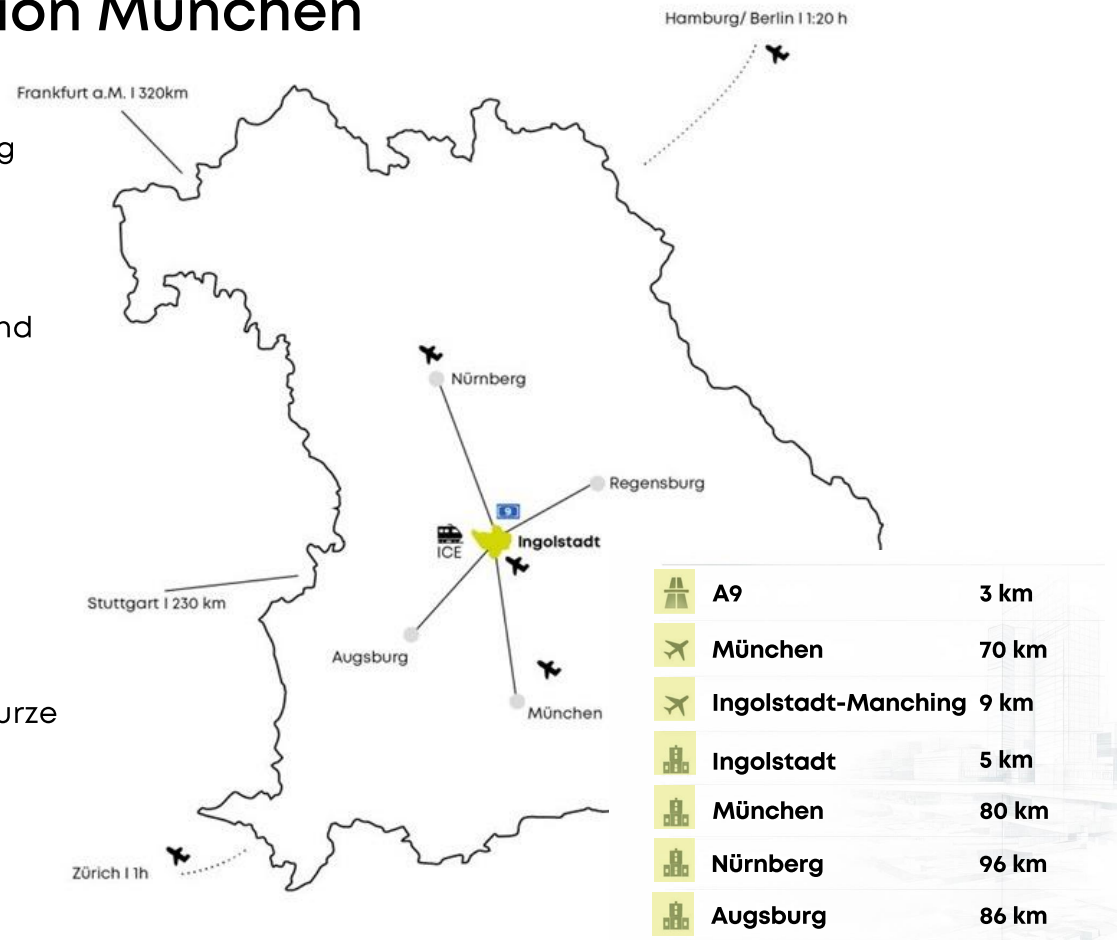 ion München
Hamburg/ Berlin I 1:20 h
Frankfurt a.M. I 320km
g
nd
Nürnberg
Regensburg
9
ICE
Ingolstadt
Stuttgart I 230 km
Augsburg
München
urze
Zürich I 1h
A9 3 km
München 70 km
Ingolstadt-Manching 9 km
Ingolstadt 5 km
München 80 km
Nürnberg 96 km
Augsburg 86 km